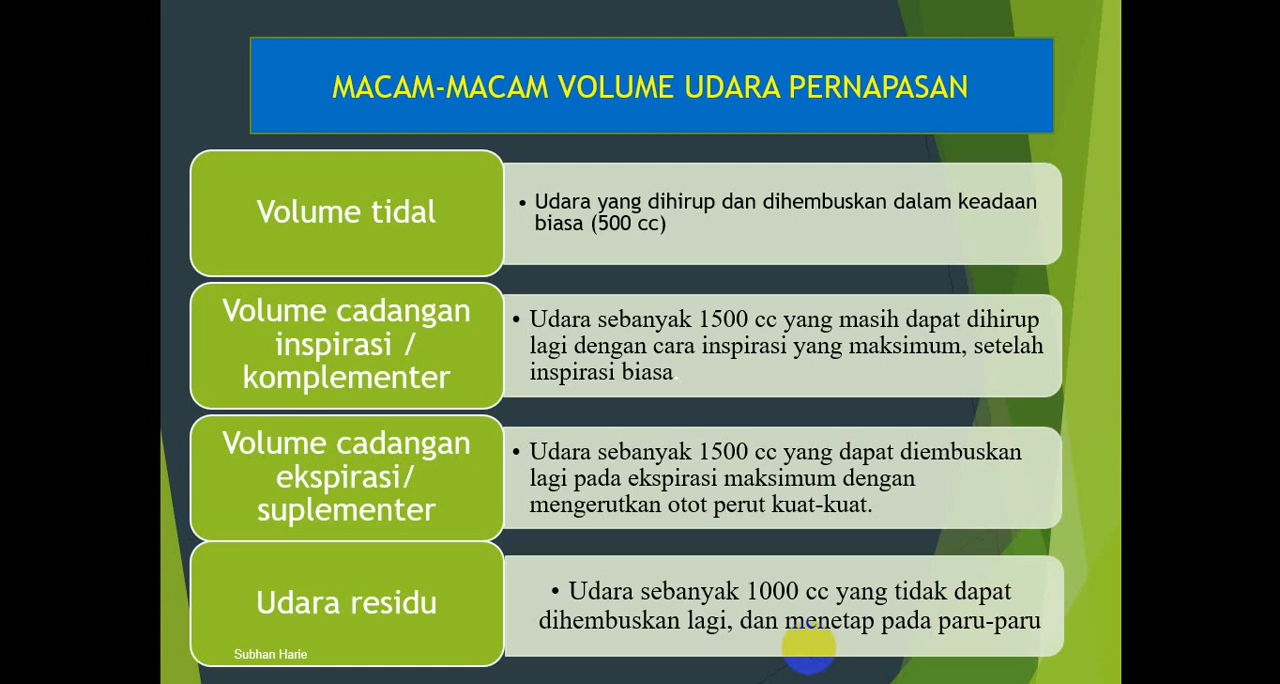 MACAM-MACAM VOLUME UDARA PERNAPASAN
Volume tidal
• Udara yang dihirup dan dihembuskan dalam keadaan
biasa (500 cc)
Volume cadangan
inspirasi /
komplementer
• Udara sebanyak 1500 cc yang masih dapat dihirup
lagi dengan cara inspirasi yang maksimum, setelah
inspirasi biasa.
Volume cadangan
ekspirasi/
suplementer
• Udara sebanyak 1500 cc yang dapat diembuskan
lagi pada ekspirasi maksimum dengan
mengerutkan otot perut kuat-kuat.
Udara residu
• Udara sebanyak 1000 cc yang tidak dapat
dihembuskan lagi, dan menetap pada paru-paru
Subhan Harie